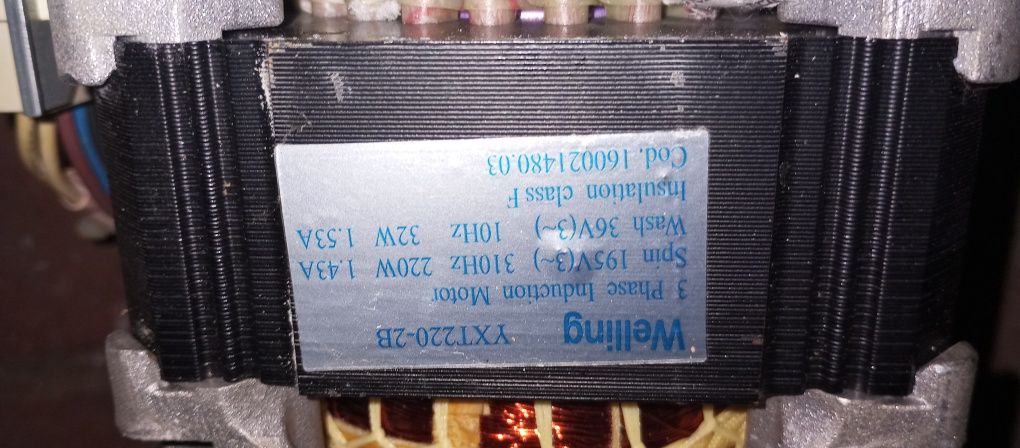 Welling YXT220-2B
3 Phase Induction Motor
Spin 195V(3~) 310Hz 220W 1.43A
Wash 36V(3~) 10Hz 32W 1.53A
Insulation class F
Cod. 160021480.03